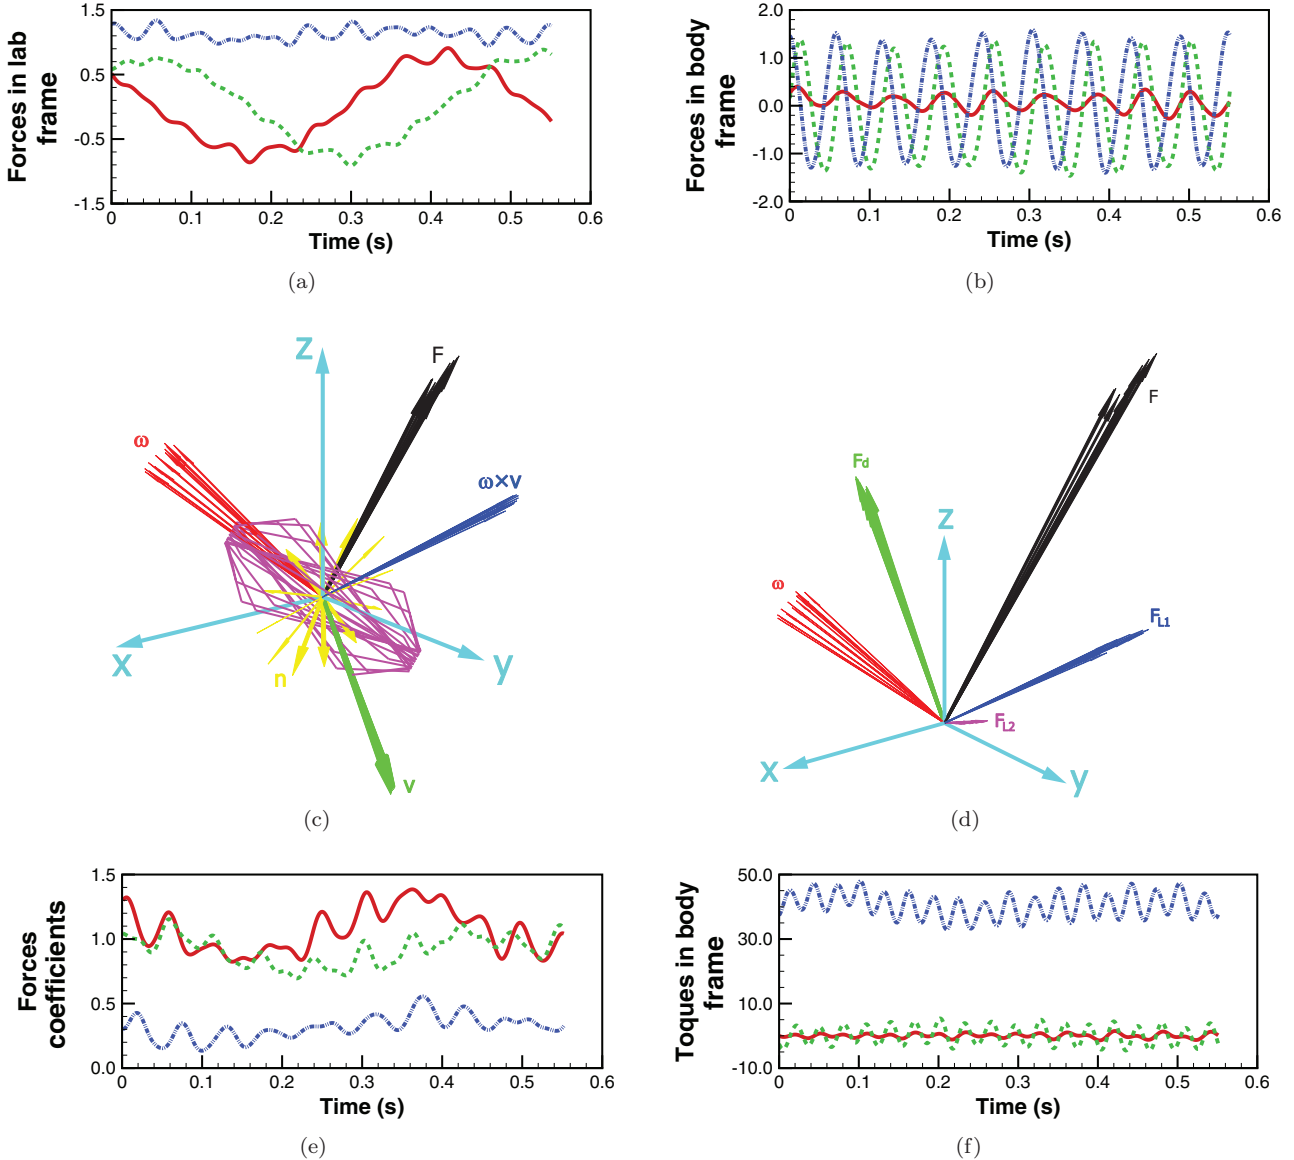 Forces in lab
frame
1.5
0.5
-0.5
-1.5
0 0.1 0.2 0.3 0.4 0.5 0.6
Time (s)
(a)
Forces in body
frame
2.0
1.0
0.0
-1.0
-2.0
0 0.1 0.2 0.3 0.4 0.5 0.6
Time (s)
(b)
Z
F
ω
ω×v
X
y
n
v
(c)
F
Fd
Z
ω
FL1
FL2
X
y
(d)
Forces
coefficients
1.5
1.0
0.5
0.0
0 0.1 0.2 0.3 0.4 0.5 0.6
Time (s)
(e)
Toques in body
frame
50.0
30.0
10.0
-10.0
0 0.1 0.2 0.3 0.4 0.5 0.6
Time (s)
(f)